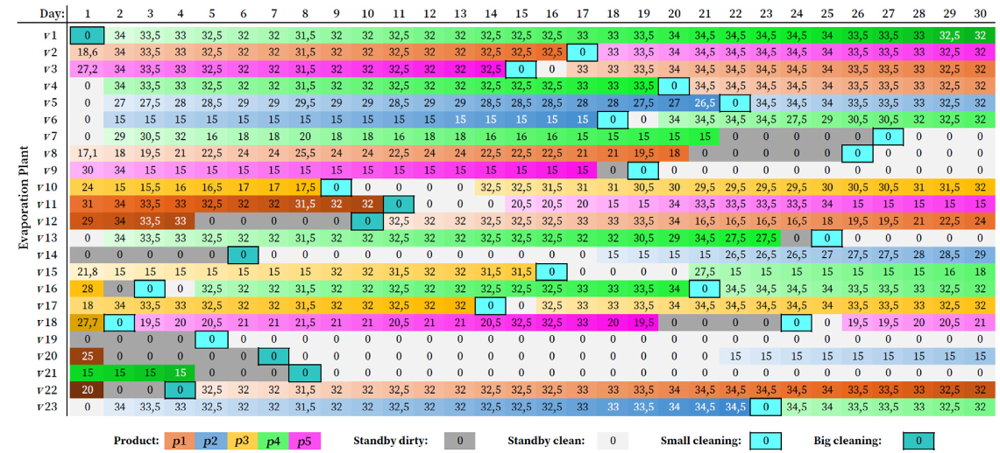 Day: 1 2 3 4 5 6 7 8 9 10 11 12 13 14 15 16 17 18 19 20 21 22 23 24 25 26 27 28 29 30
Evaporation Plant
v1 0 34 33,5 33 32,5 32 32 31,5 32 32 32,5 32 32 32,5 32,5 32,5 33 33 33,5 34 34,5 34,5 34,5 34 33,5 33,5 33,5 33 32,5 32
v2 18,6 34 33,5 33 32,5 32 32 31,5 32 32 32,5 32 32 32,5 32,5 32,5 0 33 33,5 34 34,5 34,5 34,5 34,5 34 33,5 33,5 33 32,5 32
v3 27,2 34 33,5 33 32,5 32 32 31,5 32 32 32,5 32 32 32,5 0 0 33 33 33,5 34 34,5 34,5 34,5 34,5 34 33,5 33,5 33 32,5 32
v4 0 34 33,5 33 32,5 32 32 31,5 32 32 32,5 32 32 32,5 32,5 32,5 33 33 33,5 0 34,5 34,5 34,5 34,5 34 33,5 33,5 33 32,5 32
v5 0 27 27,5 28 28,5 29 29 29,5 29 29 28,5 29 29 28,5 28,5 28,5 28 28 27,5 27 26,5 0 34,5 34,5 34 33,5 33,5 33 32,5 32
v6 0 15 15 15 15 15 15 15 15 15 15 15 15 15 15 15 15 0 0 34 34,5 34,5 34,5 27,5 29 30,5 30,5 32 32,5 32
v7 0 29 30,5 32 16 18 18 20 18 18 16 18 18 16 16 16 15 15 15 15 15 0 0 0 0 0 0 0 0 0
v8 17,1 18 19,5 21 22,5 24 24 25,5 24 24 22,5 24 24 22,5 22,5 22,5 21 21 19,5 18 0 0 0 0 0 0 0 0 0 0
v9 30 34 15 15 15 15 15 15 15 15 15 15 15 15 15 15 15 0 0 0 0 0 0 0 0 0 0 0 0 0
v10 24 15 15,5 16 16,5 17 17 17,5 0 0 0 0 0 32,5 32,5 31,5 31 31 30,5 30 29,5 29,5 29,5 29,5 30 30,5 30,5 31 31,5 32
v11 31 34 33,5 33 32,5 32 32 31,5 32 32 0 0 0 0 20,5 20,5 20 15 15 34 33,5 33,5 33,5 33,5 34 15 15 15 15 15
v12 29 34 33,5 33 0 0 0 0 0 0 32,5 32 32 32,5 32,5 32,5 33 33 33,5 34 34 16,5 16,5 16,5 18 19,5 19,5 21 22,5 24
v13 0 34 33,5 33 32,5 32 32 31,5 32 32 32,5 32 32 32,5 32,5 32,5 32 32 30,5 29 34,5 27,5 27,5 0 0 0 0 0 0 0
v14 0 0 0 0 0 0 0 0 0 0 0 0 0 0 0 0 0 15 15 15 15 26,5 26,5 26,5 27 27,5 27,5 28 28,5 29
v15 21,8 15 15 15 15 15 15 15 32 32 31,5 32 32 31,5 31,5 0 0 0 0 0 27,5 15 15 15 15 15 15 15 16 18
v16 28 0 0 0 32,5 32 32 31,5 32 32 32,5 32 32 32,5 32,5 32,5 33 33 33,5 34 0 34,5 34,5 34,5 34 33,5 33,5 33 32,5 32
v17 18 34 33,5 33 32,5 32 32 31,5 32 32 32,5 32 32 0 0 32,5 33 33 33,5 34 34,5 34,5 34,5 34,5 34 33,5 33,5 33 32,5 32
v18 27,7 0 19,5 20 20,5 21 21 21,5 21 21 20,5 21 21 20,5 32,5 32,5 33 20 19,5 0 0 0 0 0 0 19,5 19,5 20 20,5 21
v19 0 0 0 0 0 0 0 0 0 0 0 0 0 0 0 0 0 0 0 0 0 0 0 0 0 0 0 0 0 0
v20 25 0 0 0 0 0 0 0 0 0 0 0 0 0 0 0 0 0 0 0 0 15 15 15 15 15 15 15 15 15
v21 15 15 15 15 0 0 0 0 0 0 0 0 0 0 0 0 0 0 0 0 0 0 0 0 0 0 0 0 0 0
v22 20 0 0 0 32,5 32 32 31,5 32 32 32,5 32 32 32,5 32,5 32,5 33 33 33,5 34 34,5 34,5 34,5 34,5 34 33,5 33,5 33 32,5 32
v23 0 34 33,5 33 32,5 32 32 31,5 32 32 32,5 32 32 32,5 32,5 32,5 33 33 33,5 34 34,5 34,5 0 34,5 34 33,5 33,5 33 32,5 32
Product: p1 p2 p3 p4 p5 Standby dirty: 0 Standby clean: 0 Small cleaning: 0 Big cleaning: 0